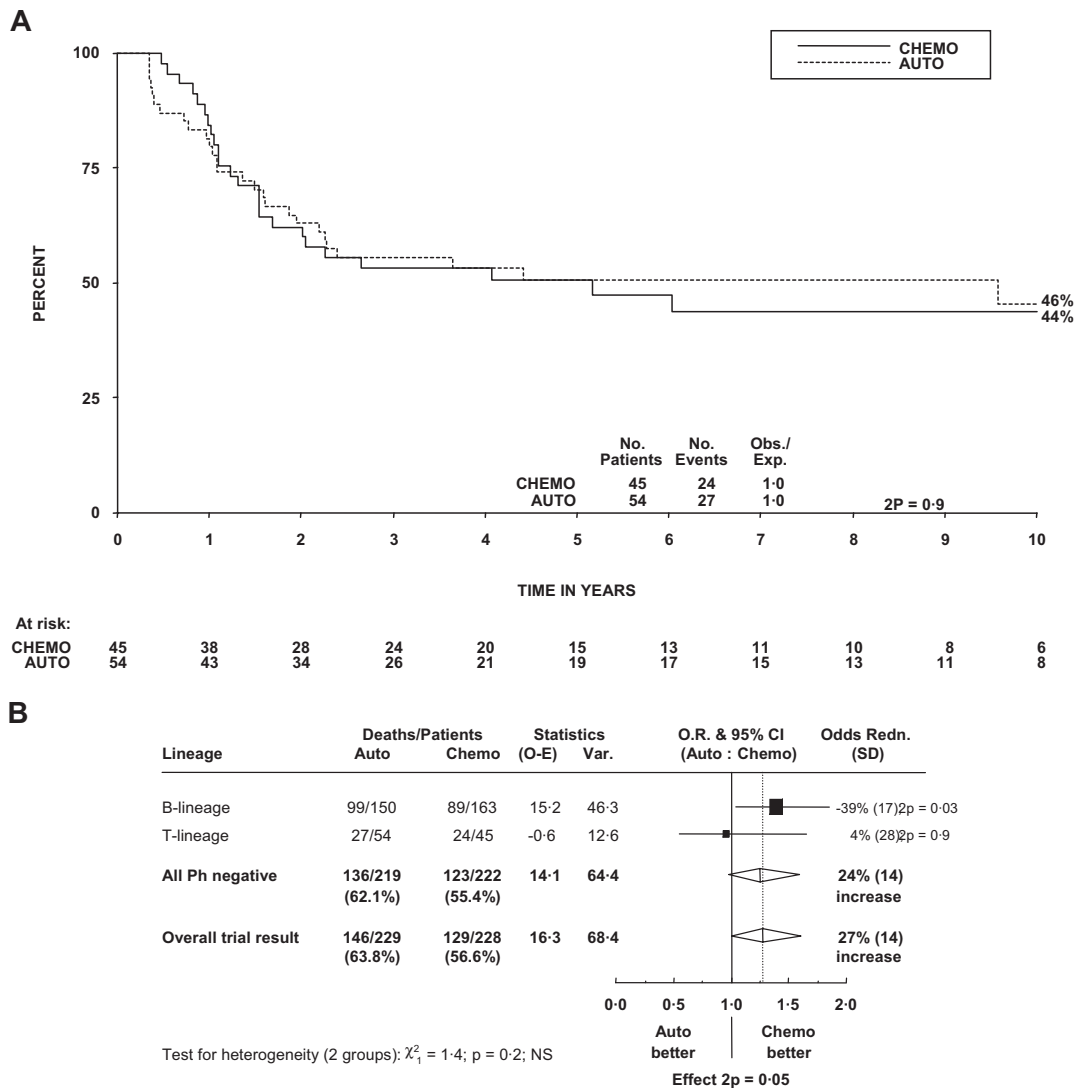 A
CHEMO
AUTO
100
75
50
25
0
PERCENT
46%
44%
No. No. Obs./
Patients Events Exp.
CHEMO 45 24 1·0
AUTO 54 27 1·0
2P = 0·9
0 1 2 3 4 5 6 7 8 9 10
TIME IN YEARS
At risk:
CHEMO 45 38 28 24 20 15 13 11 10 8 6
AUTO 54 43 34 26 21 19 17 15 13 11 8
B
Deaths/Patients Statistics O.R. & 95% CI Odds Redn.
Lineage Auto Chemo (O-E) Var. (Auto : Chemo) (SD)
B-lineage 99/150 89/163 15·2 46·3 -39% (17)2p = 0·03
T-lineage 27/54 24/45 -0·6 12·6 4% (28)2p = 0·9
All Ph negative 136/219 123/222 14·1 64·4 24% (14)
(62.1%) (55.4%) increase
Overall trial result 146/229 129/228 16·3 68·4 27% (14)
(63.8%) (56.6%) increase
0·0 0·5 1·0 1·5 2·0
Auto Chemo
better better
Test for heterogeneity (2 groups): χ²₁ = 1·4; p = 0·2; NS
Effect 2p = 0·05